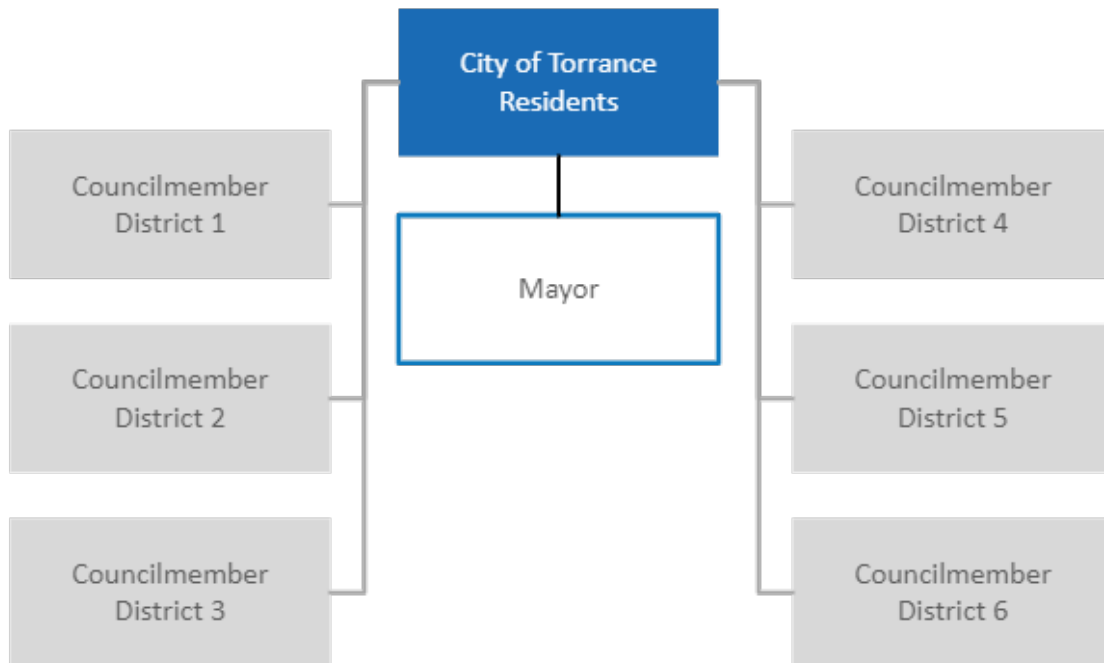 City of Torrance
Residents
Councilmember
District 1
Councilmember
District 4
Mayor
Councilmember
District 2
Councilmember
District 5
Councilmember
District 3
Councilmember
District 6